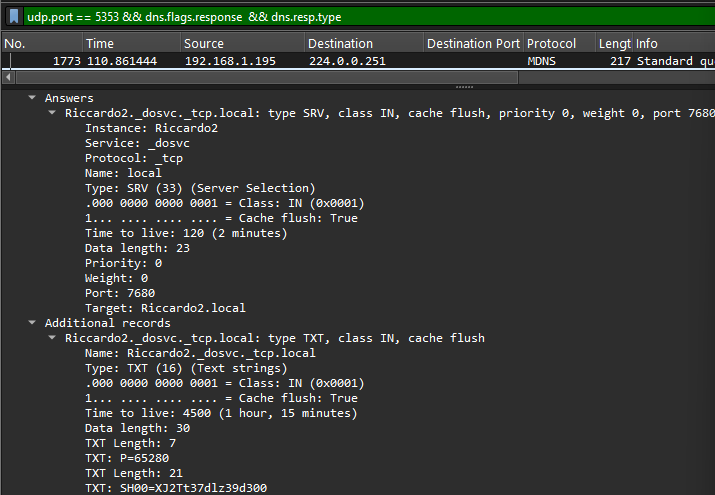 udp.port == 5353 && dns.flags.response && dns.resp.type
No. Time Source Destination Destination Port Protocol Lengt Info
1773 110.861444 192.168.1.195 224.0.0.251 MDNS 217 Standard qu
Answers
Riccardo2._dosvc._tcp.local: type SRV, class IN, cache flush, priority 0, weight 0, port 7680
Instance: Riccardo2
Service: _dosvc
Protocol: _tcp
Name: local
Type: SRV (33) (Server Selection)
.000 0000 0000 0001 = Class: IN (0x0001)
1... .... .... .... = Cache flush: True
Time to live: 120 (2 minutes)
Data length: 23
Priority: 0
Weight: 0
Port: 7680
Target: Riccardo2.local
Additional records
Riccardo2._dosvc._tcp.local: type TXT, class IN, cache flush
Name: Riccardo2._dosvc._tcp.local
Type: TXT (16) (Text strings)
.000 0000 0000 0001 = Class: IN (0x0001)
1... .... .... .... = Cache flush: True
Time to live: 4500 (1 hour, 15 minutes)
Data length: 30
TXT Length: 7
TXT: P=65280
TXT Length: 21
TXT: SH00=XJ2Tt37dlz39d300